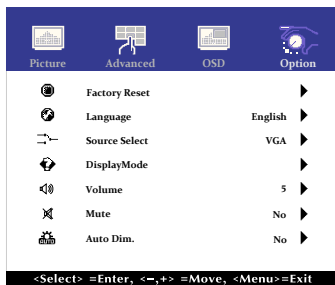 Picture Advanced OSD Option
Factory Reset
Language English
Source Select VGA
DisplayMode
Volume 5
Mute No
Auto Dim. No
<Select> =Enter, <−,+> =Move, <Menu>=Exit